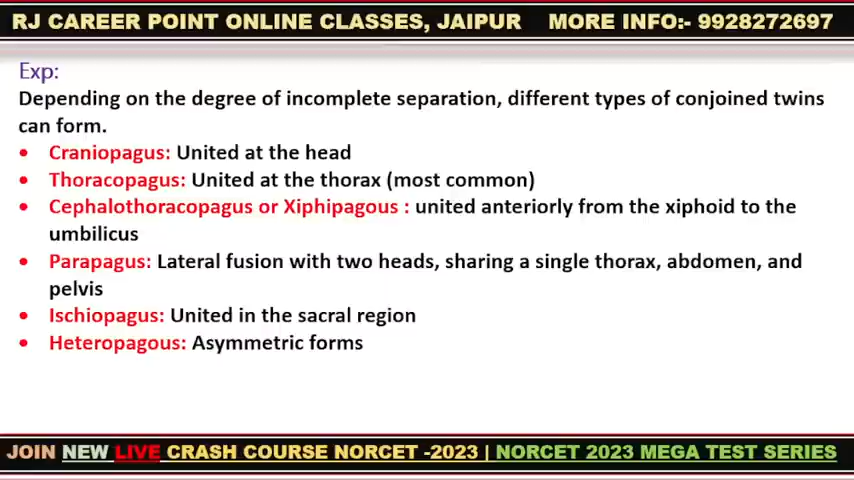 RJ CAREER POINT ONLINE CLASSES, JAIPUR MORE INFO:- 9928272697
Exp:
Depending on the degree of incomplete separation, different types of conjoined twins
can form.
• Craniopagus: United at the head
• Thoracopagus: United at the thorax (most common)
• Cephalothoracopagus or Xiphipagous : united anteriorly from the xiphoid to the
umbilicus
• Parapagus: Lateral fusion with two heads, sharing a single thorax, abdomen, and
pelvis
• Ischiopagus: United in the sacral region
• Heteropagous: Asymmetric forms
JOIN NEW LIVE CRASH COURSE NORCET -2023 | NORCET 2023 MEGA TEST SERIES